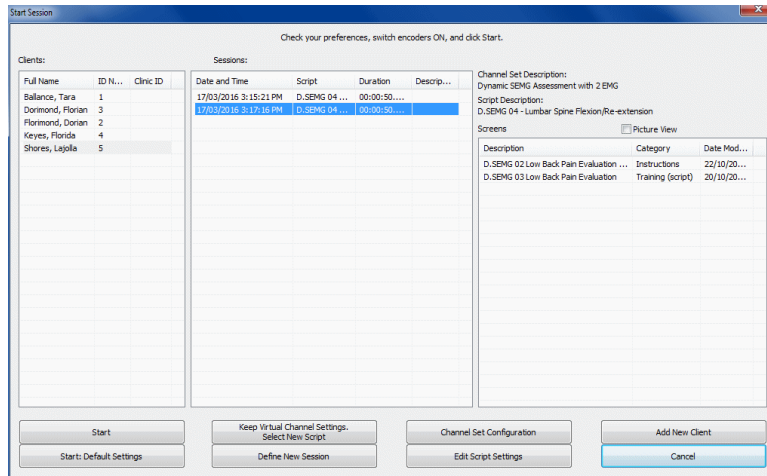 Start Session
Check your preferences, switch encoders ON, and click Start.
Clients:
Sessions:
Full Name ID N... Clinic ID
Ballance, Tara 1
Dorimond, Florian 3
Florimond, Dorian 2
Keyes, Florida 4
Shores, Lajolla 5
Date and Time Script Duration Descrip...
17/03/2016 3:15:21 PM D.SEMG 04 ... 00:00:50....
17/03/2016 3:17:16 PM D.SEMG 04 ... 00:00:50....
Channel Set Description:
Dynamic SEMG Assessment with 2 EMG
Script Description:
D.SEMG 04 - Lumbar Spine Flexion/Re-extension
Screens Picture View
Description Category Date Mod...
D.SEMG 02 Low Back Pain Evaluation ... Instructions 22/10/20...
D.SEMG 03 Low Back Pain Evaluation Training (script) 20/10/20...
Start
Keep Virtual Channel Settings.
Select New Script
Channel Set Configuration
Add New Client
Start: Default Settings
Define New Session
Edit Script Settings
Cancel